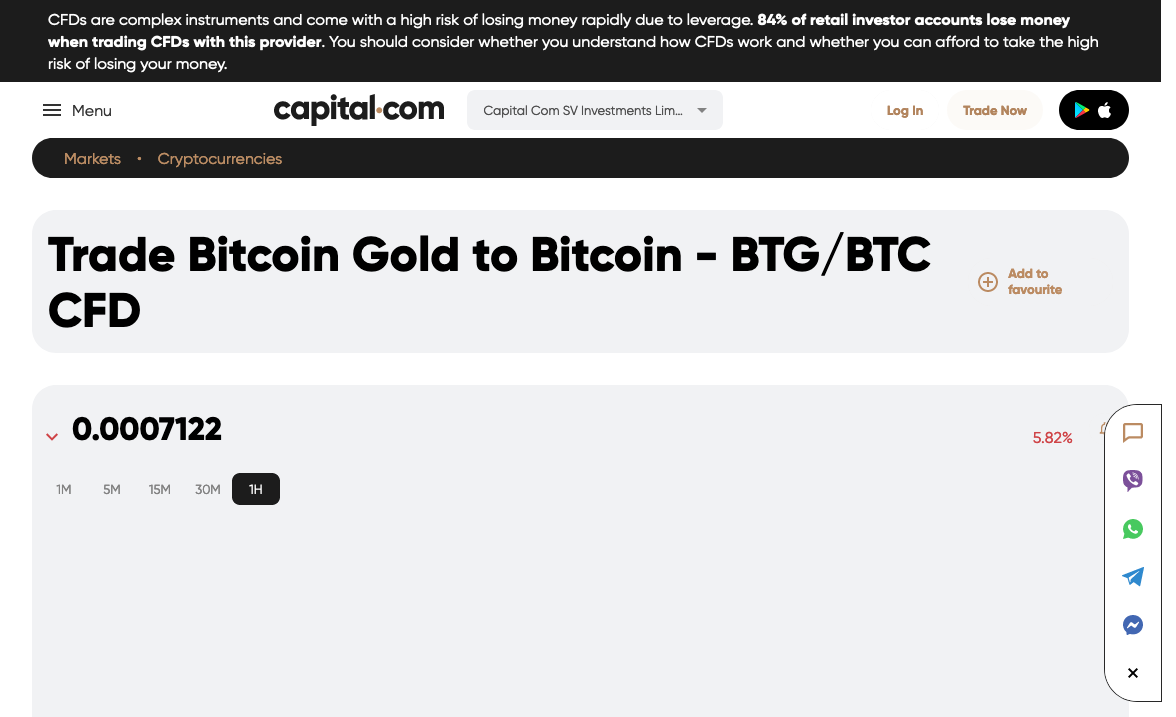 CFDs are complex instruments and come with a high risk of losing money rapidly due to leverage. 84% of retail investor accounts lose money
when trading CFDs with this provider. You should consider whether you understand how CFDs work and whether you can afford to take the high
risk of losing your money.
Menu
capital.com
Capital Com SV Investments Lim...
Log In
Trade Now
Markets • Cryptocurrencies
Trade Bitcoin Gold to Bitcoin - BTG/BTC
CFD
Add to
favourite
0.0007122
5.82%
1M 5M 15M 30M 1H